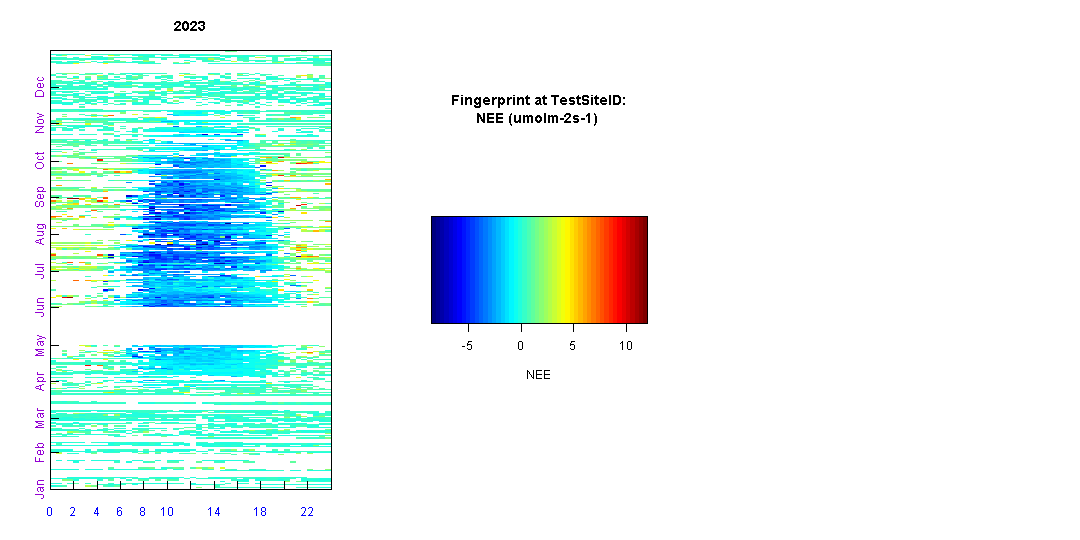 2023
Dec
Nov
Oct
Sep
Aug
Jul
Jun
May
Apr
Mar
Feb
Jan
0 2 4 6 8 10 14 18 22
Fingerprint at TestSiteID:
NEE (umolm-2s-1)
-5 0 5 10
NEE